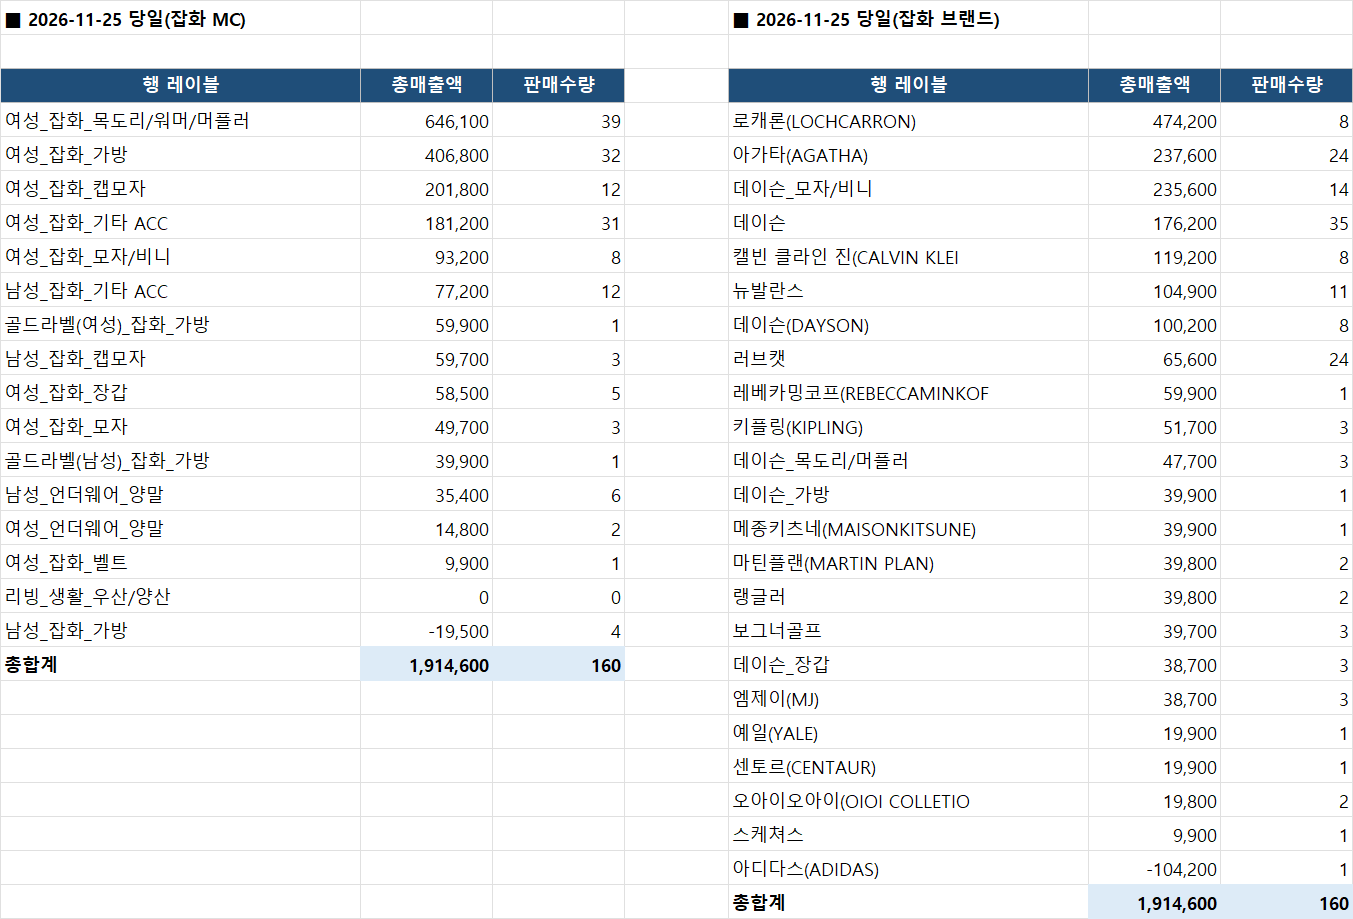 ■ 2026-11-25 당일(잡화 MC)
행 레이블 총매출액 판매수량
여성_잡화_목도리/워머/머플러 646,100 39
여성_잡화_가방 406,800 32
여성_잡화_캡모자 201,800 12
여성_잡화_기타 ACC 181,200 31
여성_잡화_모자/비니 93,200 8
남성_잡화_기타 ACC 77,200 12
골드라벨(여성)_잡화_가방 59,900 1
남성_잡화_캡모자 59,700 3
여성_잡화_장갑 58,500 5
여성_잡화_모자 49,700 3
골드라벨(남성)_잡화_가방 39,900 1
남성_언더웨어_양말 35,400 6
여성_언더웨어_양말 14,800 2
여성_잡화_벨트 9,900 1
리빙_생활_우산/양산 0 0
남성_잡화_가방 -19,500 4
총합계 1,914,600 160
■ 2026-11-25 당일(잡화 브랜드)
행 레이블 총매출액 판매수량
로캐론(LOCHCARRON) 474,200 8
아가타(AGATHA) 237,600 24
데이슨_모자/비니 235,600 14
데이슨 176,200 35
캘빈 클라인 진(CALVIN KLEI 119,200 8
뉴발란스 104,900 11
데이슨(DAYSON) 100,200 8
러브캣 65,600 24
레베카밍코프(REBECCAMINKOF 59,900 1
키플링(KIPLING) 51,700 3
데이슨_목도리/머플러 47,700 3
데이슨_가방 39,900 1
메종키츠네(MAISONKITSUNE) 39,900 1
마틴플랜(MARTIN PLAN) 39,800 2
랭글러 39,800 2
보그너골프 39,700 3
데이슨_장갑 38,700 3
엠제이(MJ) 38,700 3
예일(YALE) 19,900 1
센토르(CENTAUR) 19,900 1
오아이오아이(OIOI COLLETIO 19,800 2
스케쳐스 9,900 1
아디다스(ADIDAS) -104,200 1
총합계 1,914,600 160